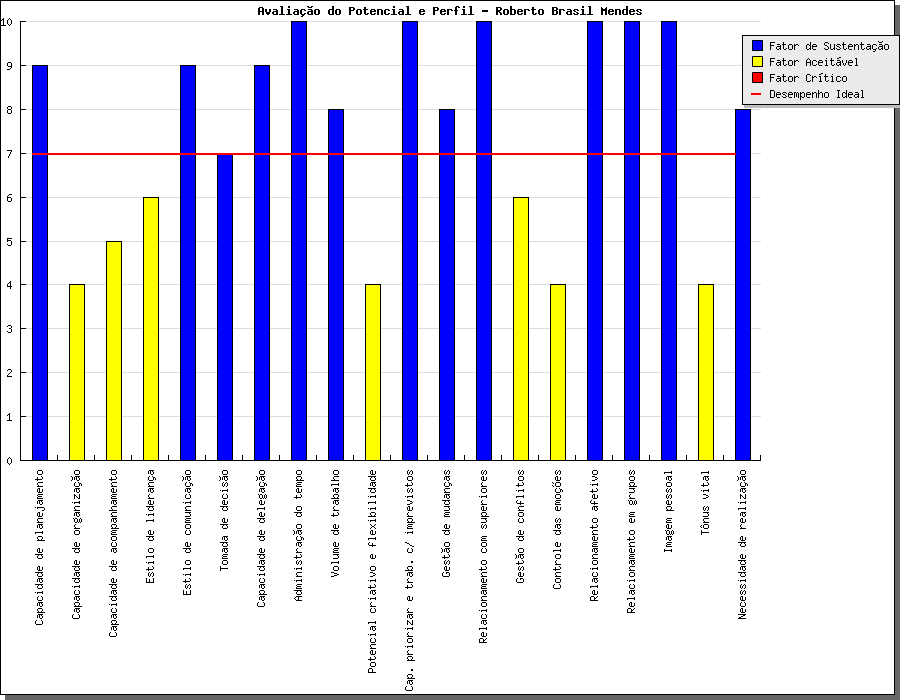 Avaliação do Potencial e Perfil - Roberto Brasil Mendes
Fator de Sustentação
Fator Aceitável
Fator Crítico
Desempenho Ideal
10
9
8
7
6
5
4
3
2
1
0
Capacidade de planejamento
Capacidade de organização
Capacidade de acompanhamento
Estilo de liderança
Estilo de comunicação
Tomada de decisão
Capacidade de delegação
Administração do tempo
Volume de trabalho
Potencial criativo e flexibilidade
Cap. priorizar e trab. c/ imprevistos
Gestão de mudanças
Relacionamento com superiores
Gestão de conflitos
Controle das emoções
Relacionamento afetivo
Relacionamento em grupos
Imagem pessoal
Tônus vital
Necessidade de realização